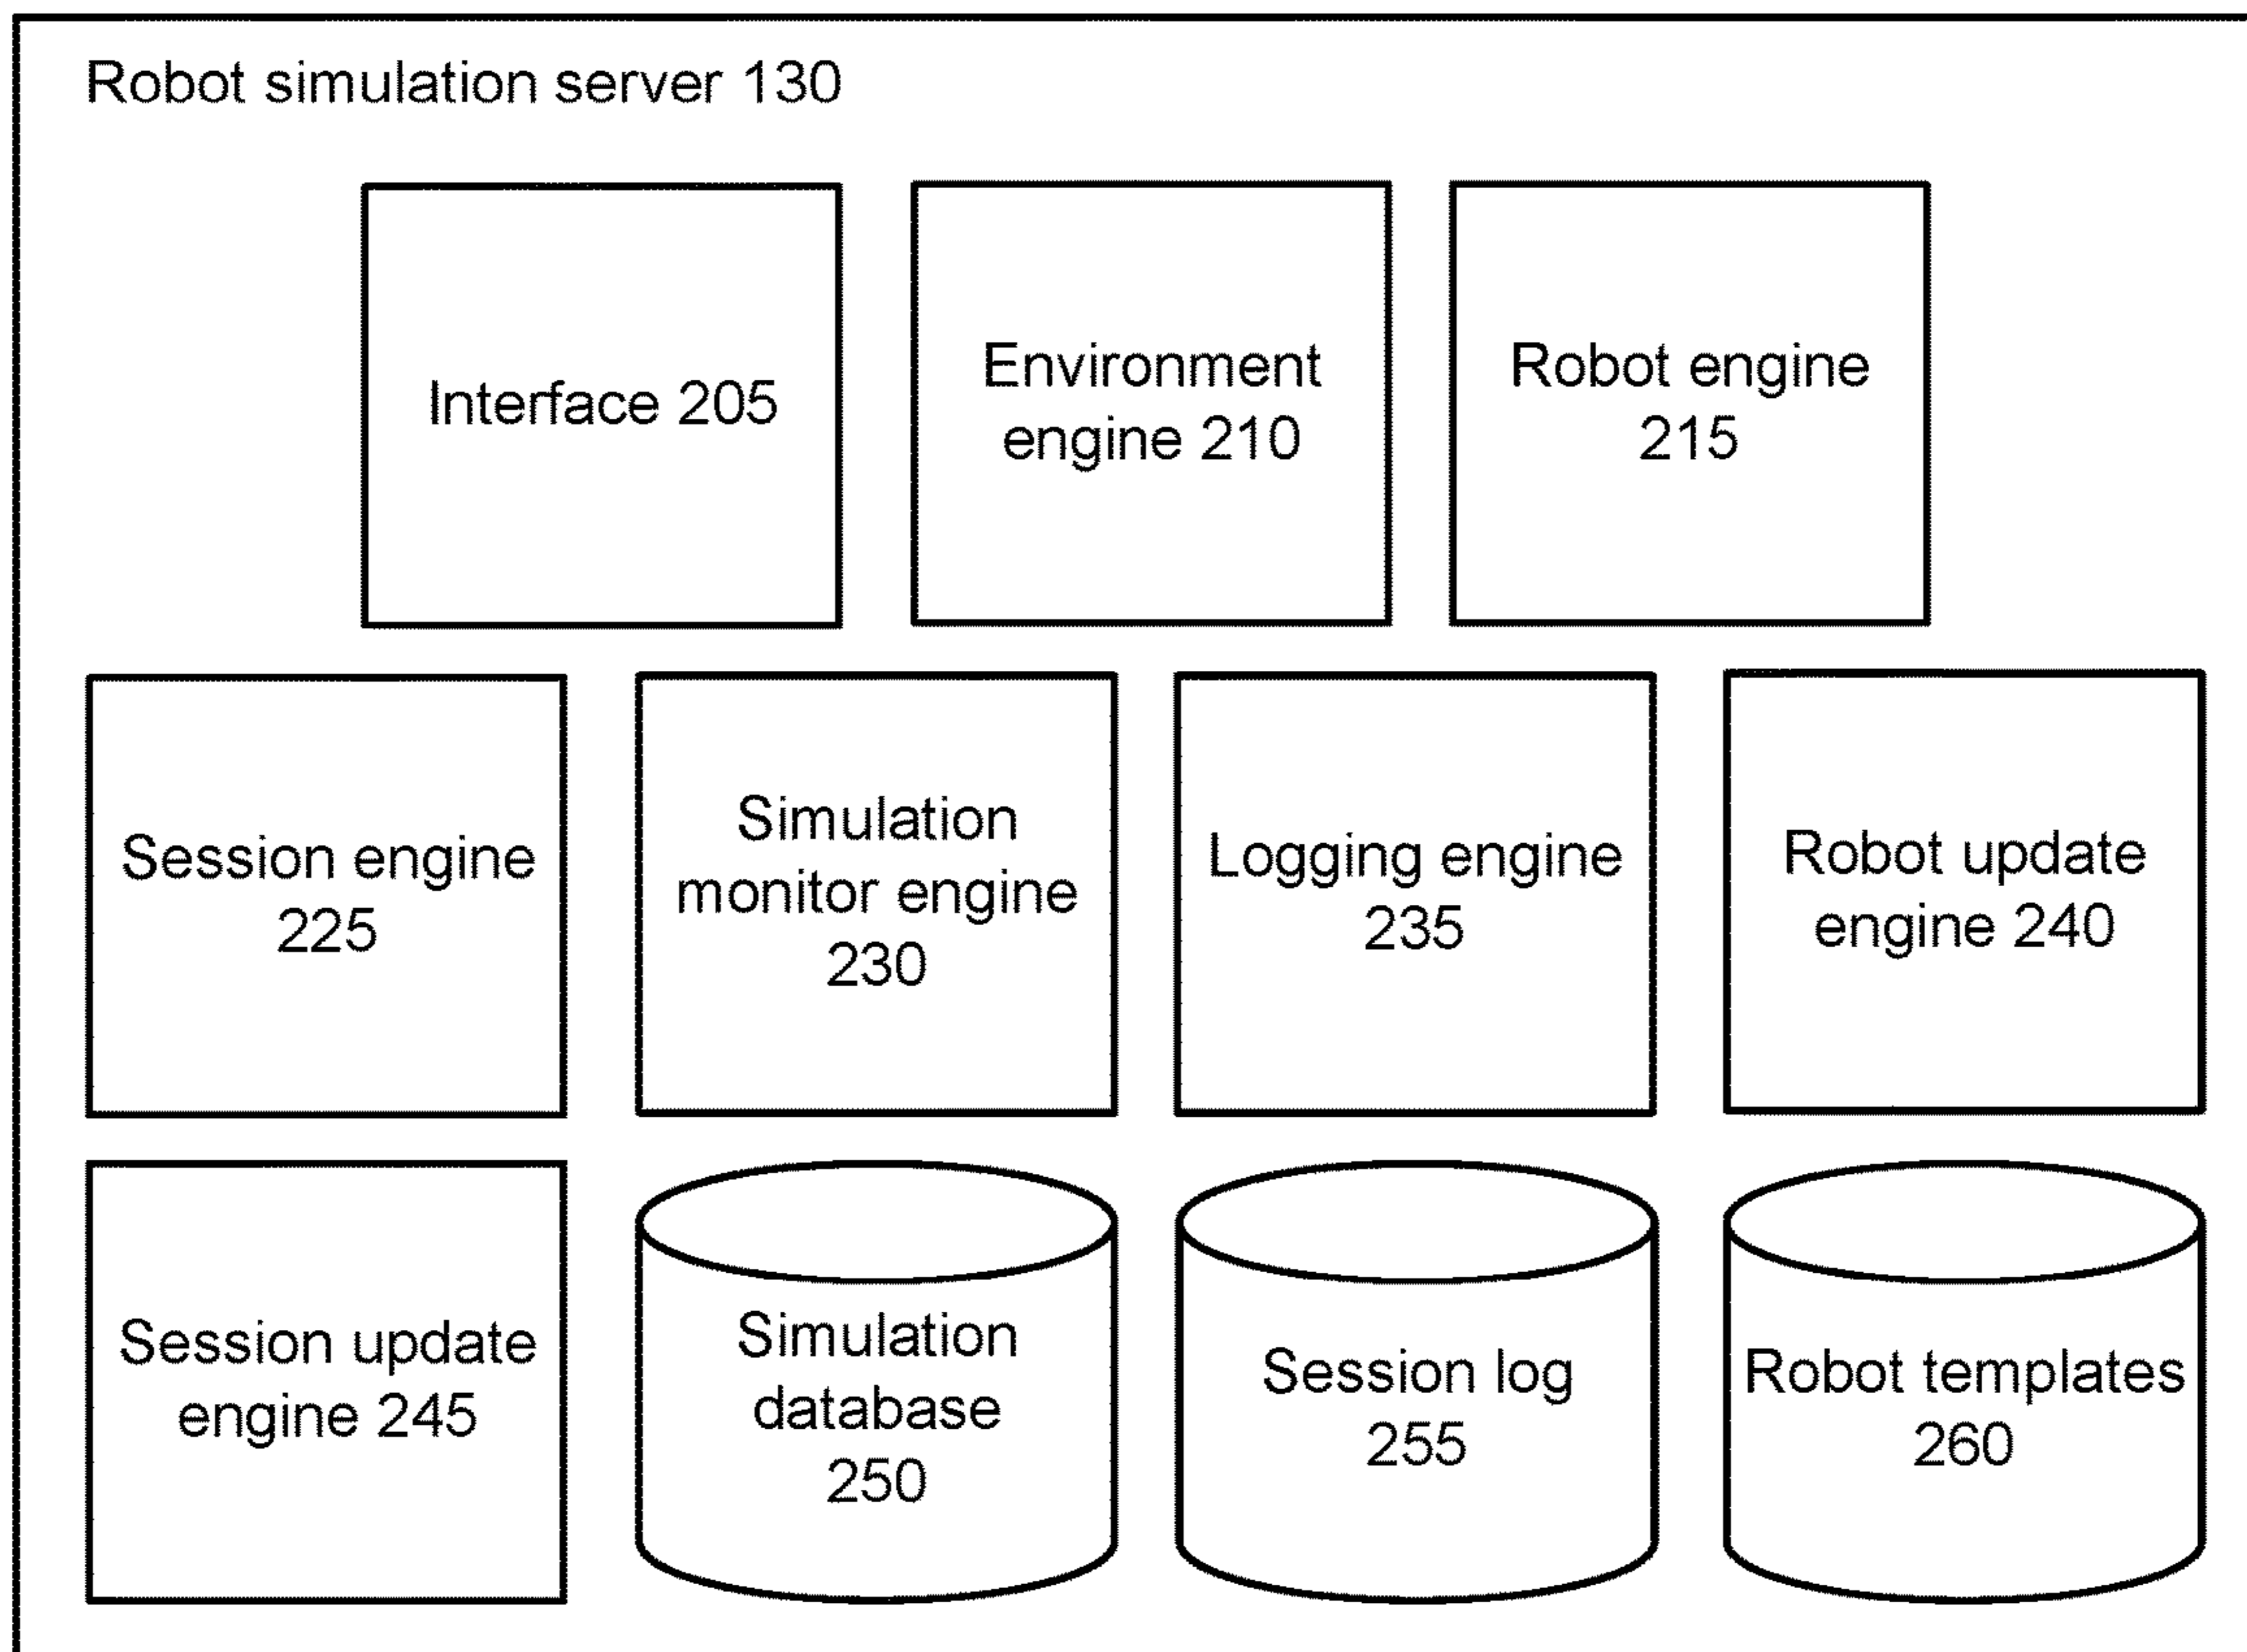 Robot simulation server 130
Interface 205
Environment
engine 210
Robot engine
215
Session engine
225
Simulation
monitor engine
230
Logging engine
235
Robot update
engine 240
Session update
engine 245
Simulation
database
250
Session log
255
Robot templates
260